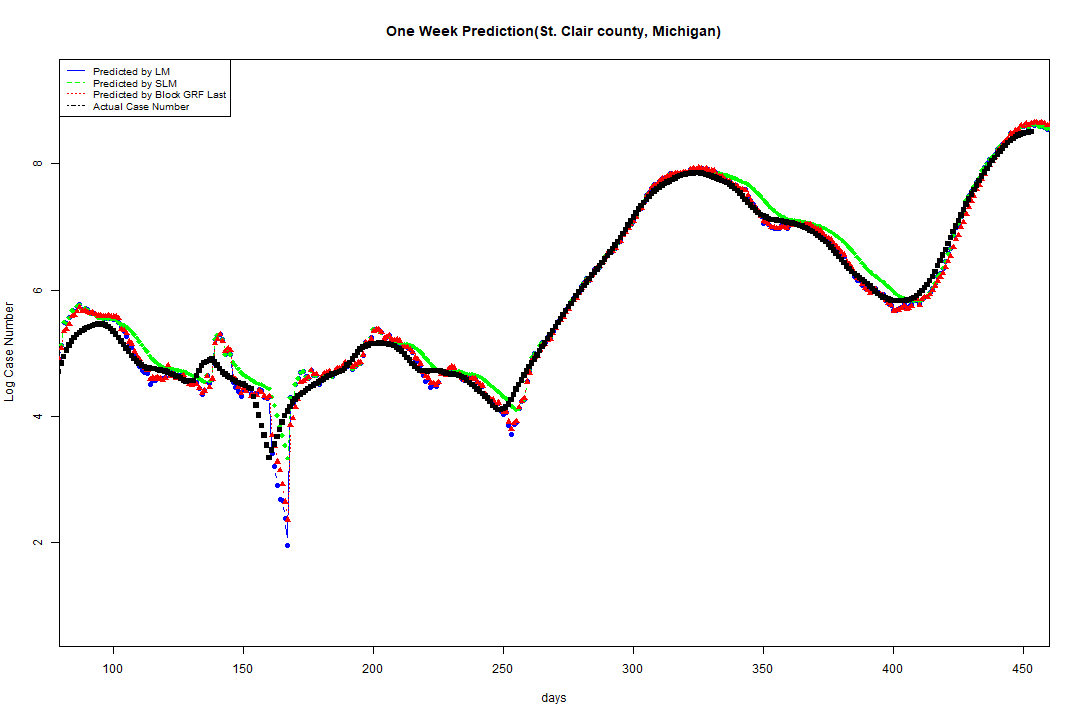 One Week Prediction(St. Clair county, Michigan)
Predicted by LM
Predicted by SLM
Predicted by Block GRF Last
Actual Case Number
8
6
4
2
Log Case Number
100 150 200 250 300 350 400 450
days